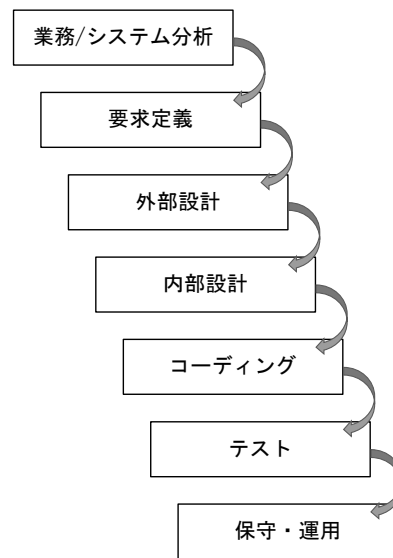 業務/システム分析
要求定義
外部設計
内部設計
コーディング
テスト
保守・運用